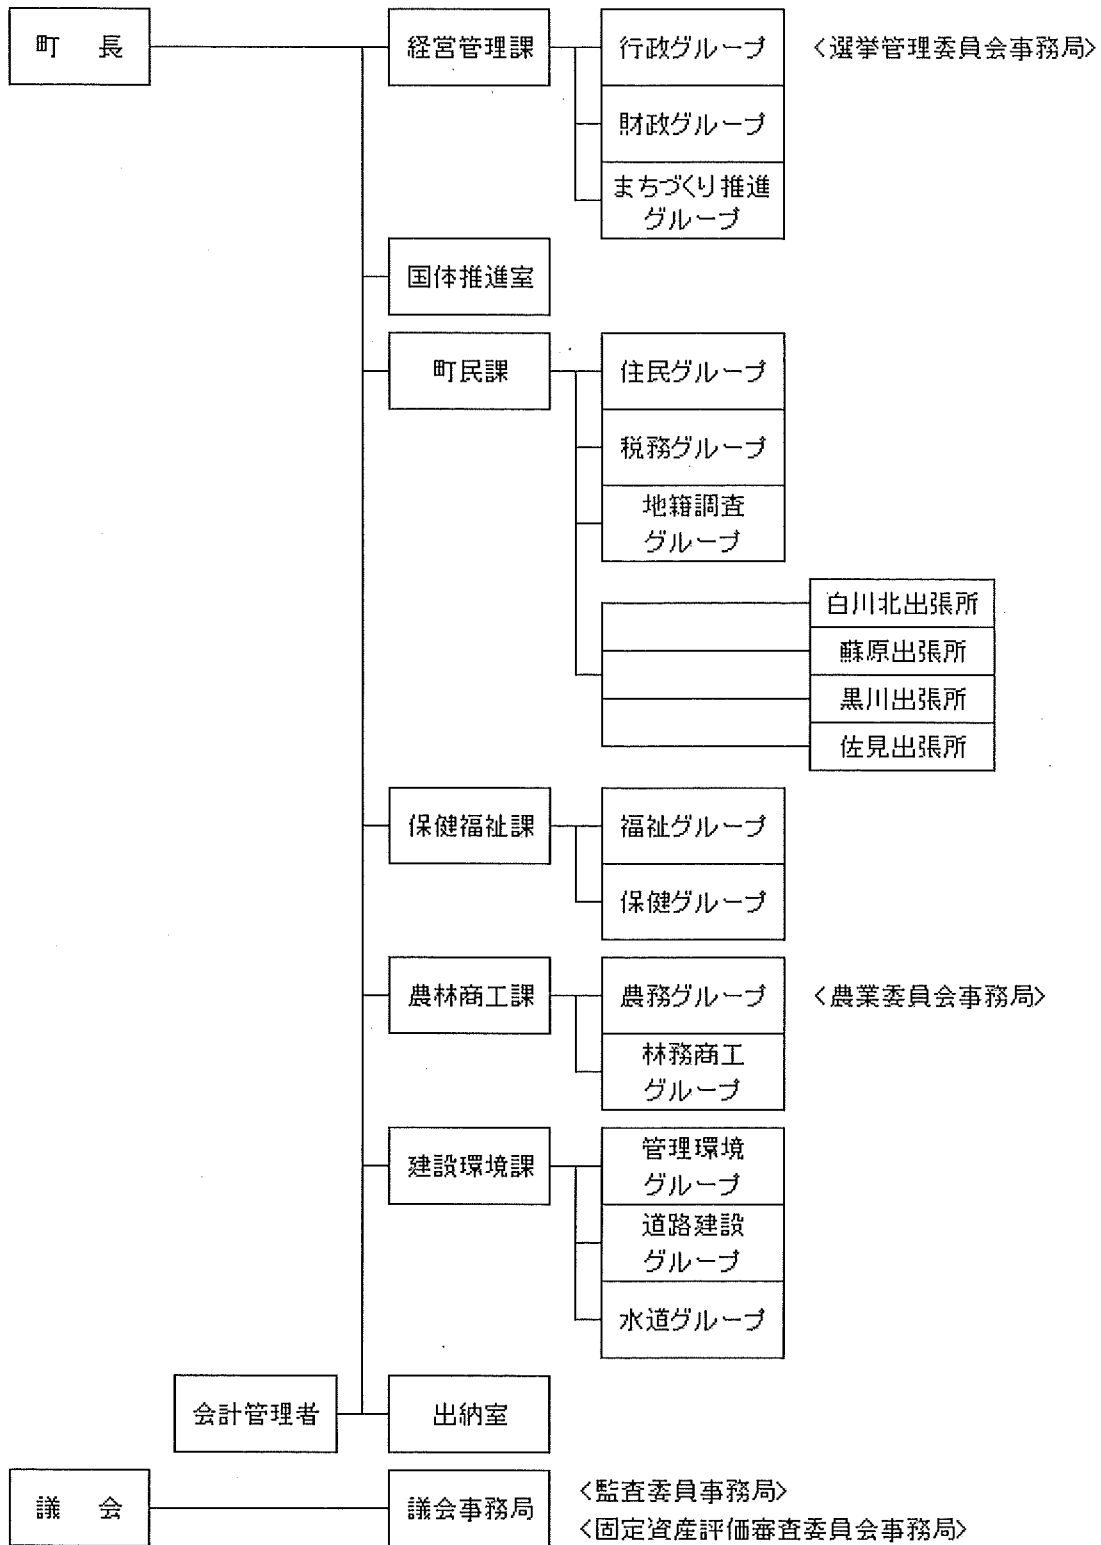 町　長
経営管理課
行政グループ
〈選挙管理委員会事務局〉
財政グループ
まちづくり推進
グループ
国体推進室
町民課
住民グループ
税務グループ
地籍調査
グループ
白川北出張所
蘇原出張所
黒川出張所
佐見出張所
保健福祉課
福祉グループ
保健グループ
農林商工課
農務グループ
〈農業委員会事務局〉
林務商工
グループ
建設環境課
管理環境
グループ
道路建設
グループ
水道グループ
会計管理者
出納室
議　会
議会事務局
〈監査委員事務局〉
〈固定資産評価審査委員会事務局〉